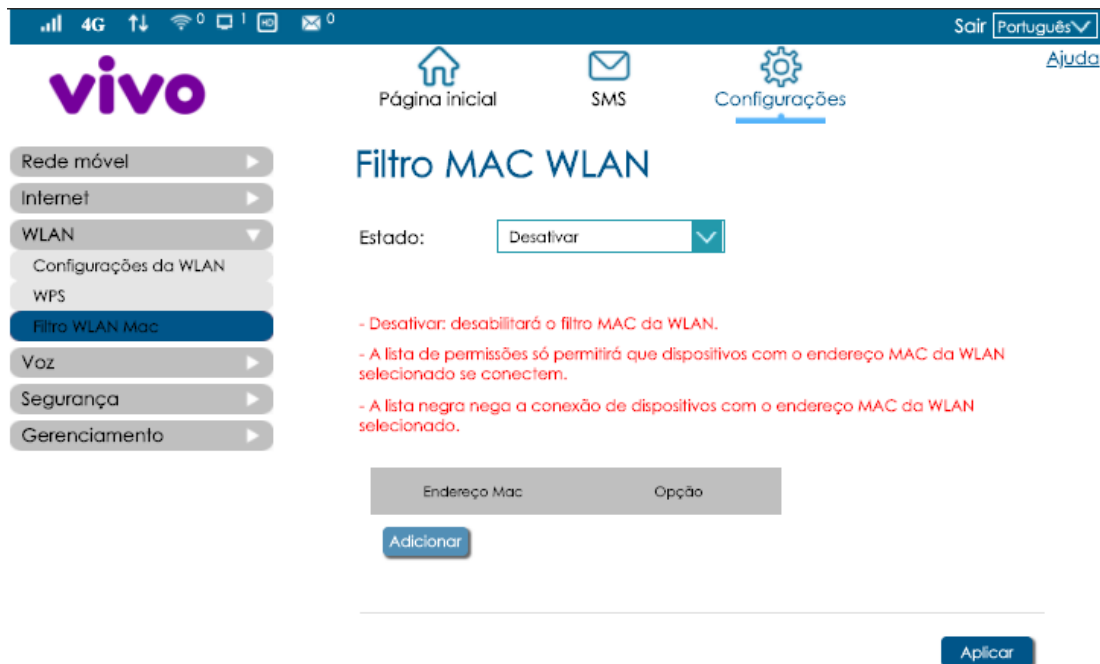 4G 0 1 HD 0 Sair Português
Ajuda
vivo
Página inicial SMS Configurações
Rede móvel
Internet
WLAN
Configurações da WLAN
WPS
Filtro WLAN Mac
Voz
Segurança
Gerenciamento
Filtro MAC WLAN
Estado: Desativar
- Desativar: desabilitará o filtro MAC da WLAN.
- A lista de permissões só permitirá que dispositivos com o endereço MAC da WLAN
selecionado se conectem.
- A lista negra nega a conexão de dispositivos com o endereço MAC da WLAN
selecionado.
Endereço Mac Opção
Adicionar
Aplicar